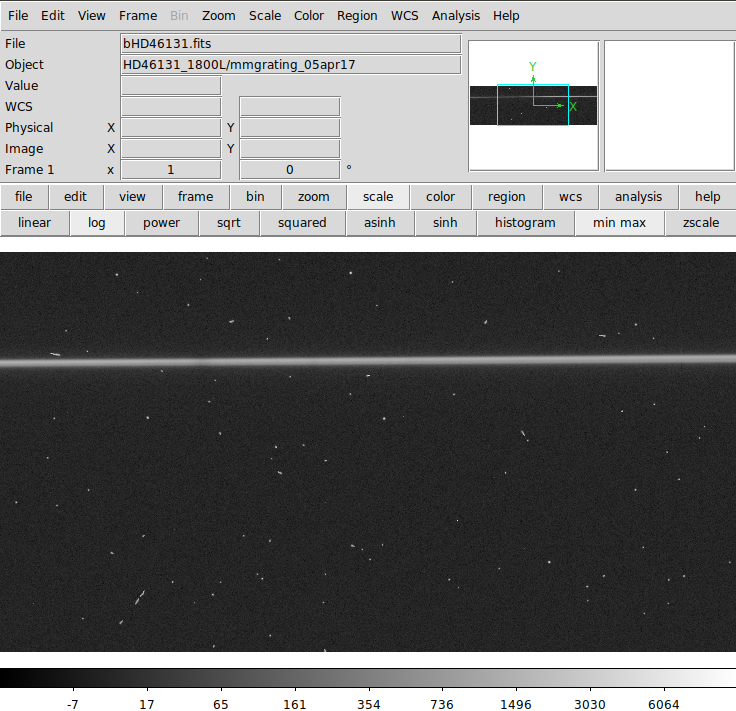 File Edit View Frame Bin Zoom Scale Color Region WCS Analysis Help
File bHD46131.fits
Object HD46131_1800L/mmgrating_05apr17
Value
WCS
Physical X Y
Image X Y
Frame 1 x 1 0 °
Y
X
file edit view frame bin zoom scale color region wcs analysis help
linear log power sqrt squared asinh sinh histogram min max zscale
-7 17 65 161 354 736 1496 3030 6064